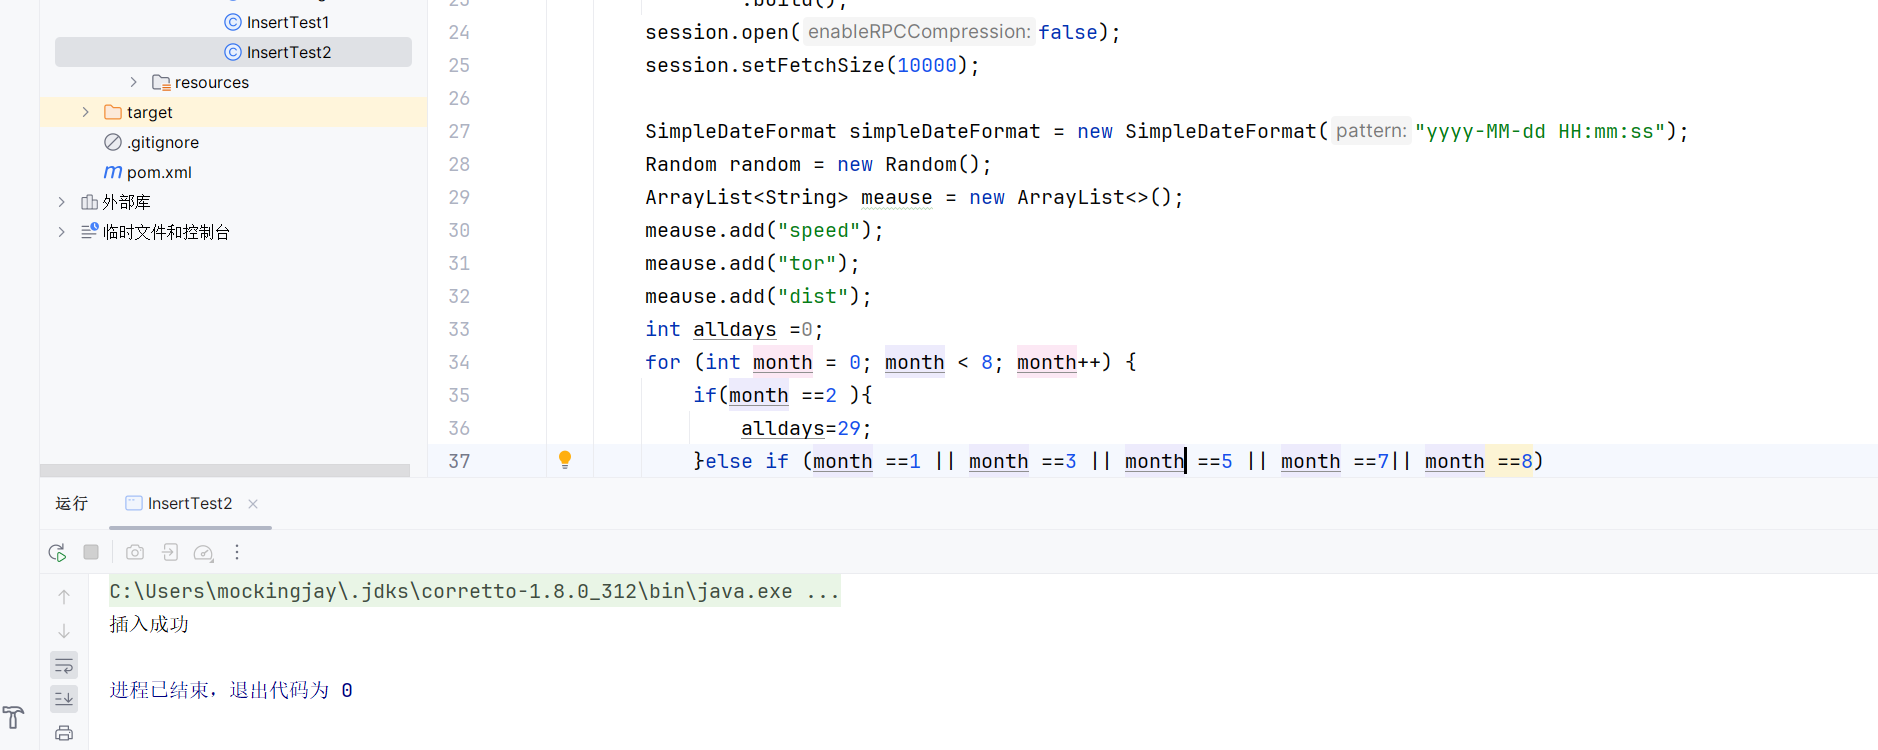 InsertTest1
InsertTest2
resources
target
.gitignore
pom.xml
外部库
临时文件和控制台
23 .build();
24 session.open( enableRPCCompression: false);
25 session.setFetchSize(10000);
26
27 SimpleDateFormat simpleDateFormat = new SimpleDateFormat( pattern: "yyyy-MM-dd HH:mm:ss");
28 Random random = new Random();
29 ArrayList<String> meause = new ArrayList<>();
30 meause.add("speed");
31 meause.add("tor");
32 meause.add("dist");
33 int alldays =0;
34 for (int month = 0; month < 8; month++) {
35 if(month ==2 ){
36 alldays=29;
37 }else if (month ==1 || month ==3 || month ==5 || month ==7|| month ==8)
运行 InsertTest2
C:\Users\mockingjay\.jdks\corretto-1.8.0_312\bin\java.exe ...
插入成功
进程已结束，退出代码为 0